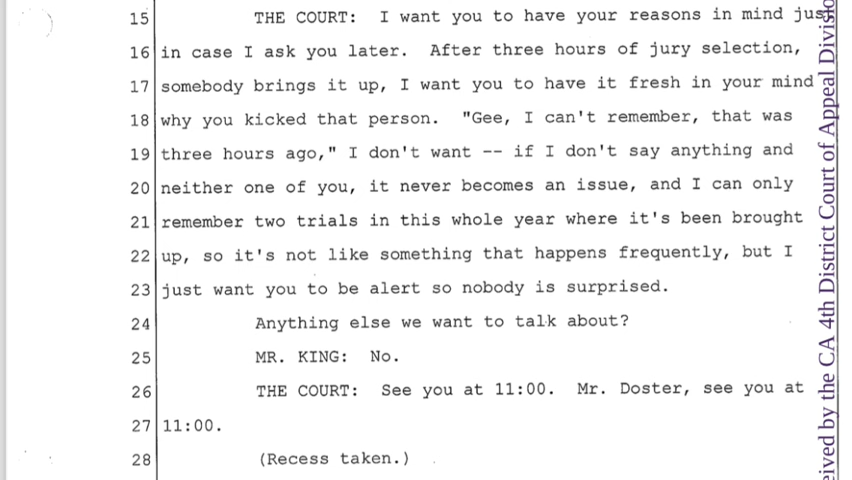 15 THE COURT: I want you to have your reasons in mind just
16 in case I ask you later. After three hours of jury selection,
17 somebody brings it up, I want you to have it fresh in your mind
18 why you kicked that person. "Gee, I can't remember, that was
19 three hours ago," I don't want -- if I don't say anything and
20 neither one of you, it never becomes an issue, and I can only
21 remember two trials in this whole year where it's been brought
22 up, so it's not like something that happens frequently, but I
23 just want you to be alert so nobody is surprised.
24 Anything else we want to talk about?
25 MR. KING: No.
26 THE COURT: See you at 11:00. Mr. Doster, see you at
27 11:00.
28 (Recess taken.)
eived by the CA 4th District Court of Appeal Divisio